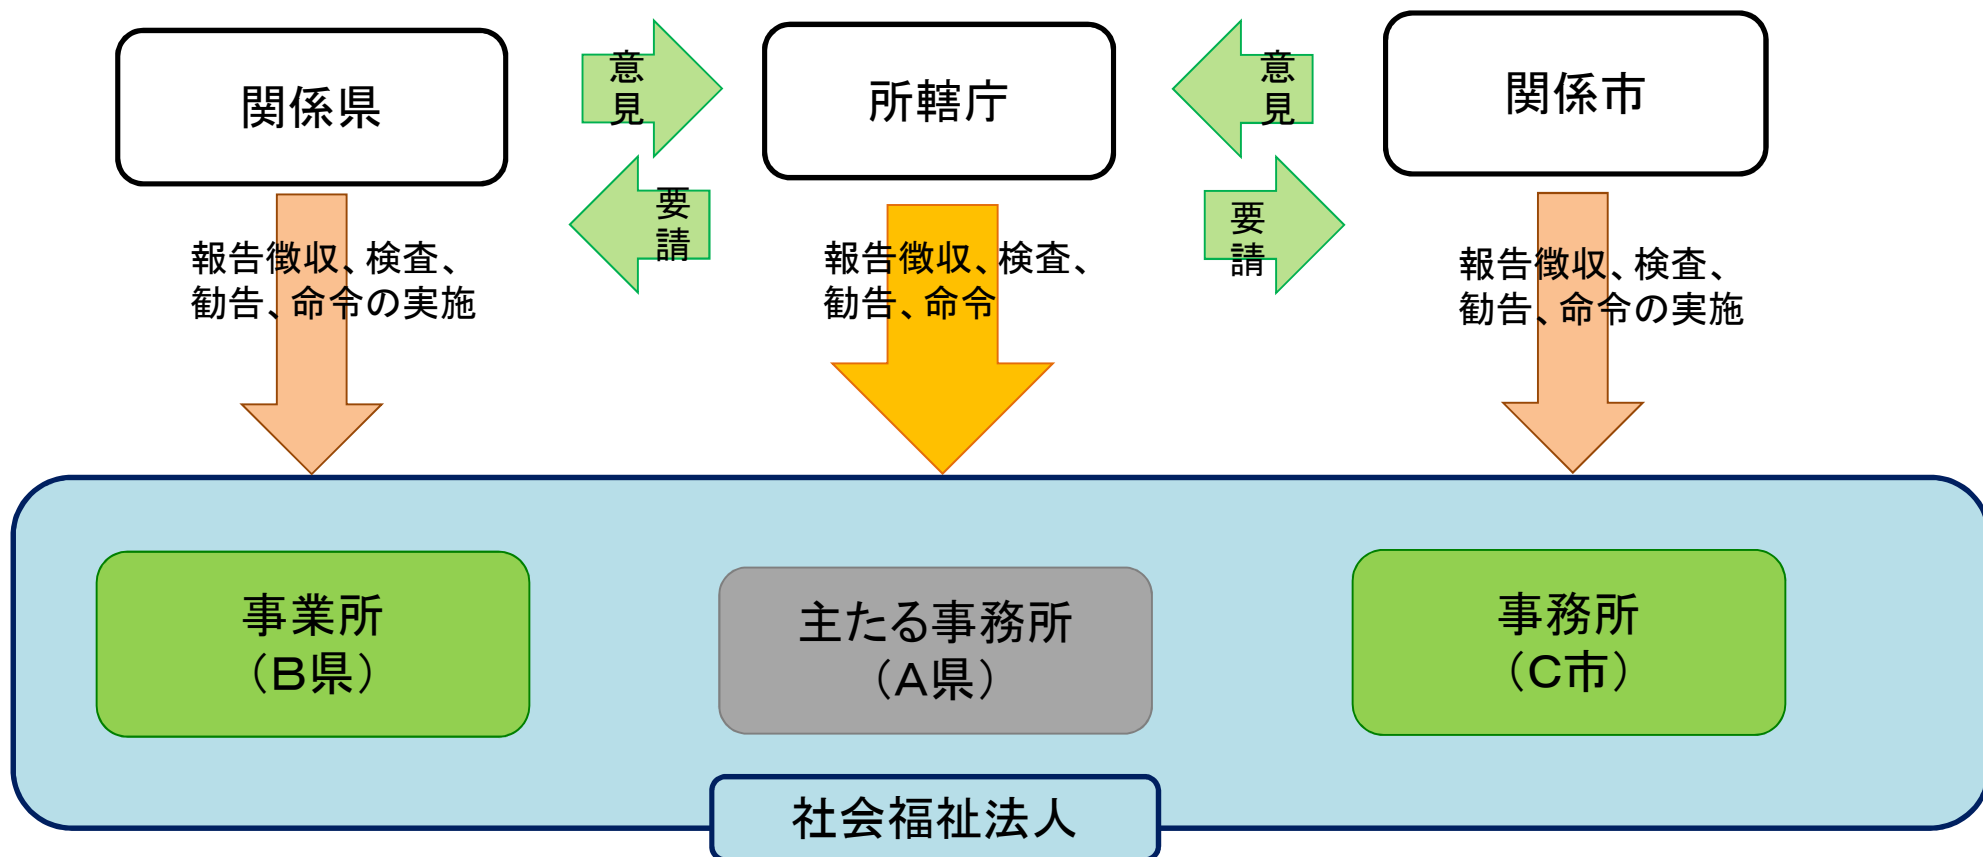 関係県
意見
所轄庁
意見
関係市
要請
要請
報告徴収、検査、
勧告、命令の実施
報告徴収、検査、
勧告、命令
報告徴収、検査、
勧告、命令の実施
事業所
（B県）
主たる事務所
（A県）
事務所
（C市）
社会福祉法人